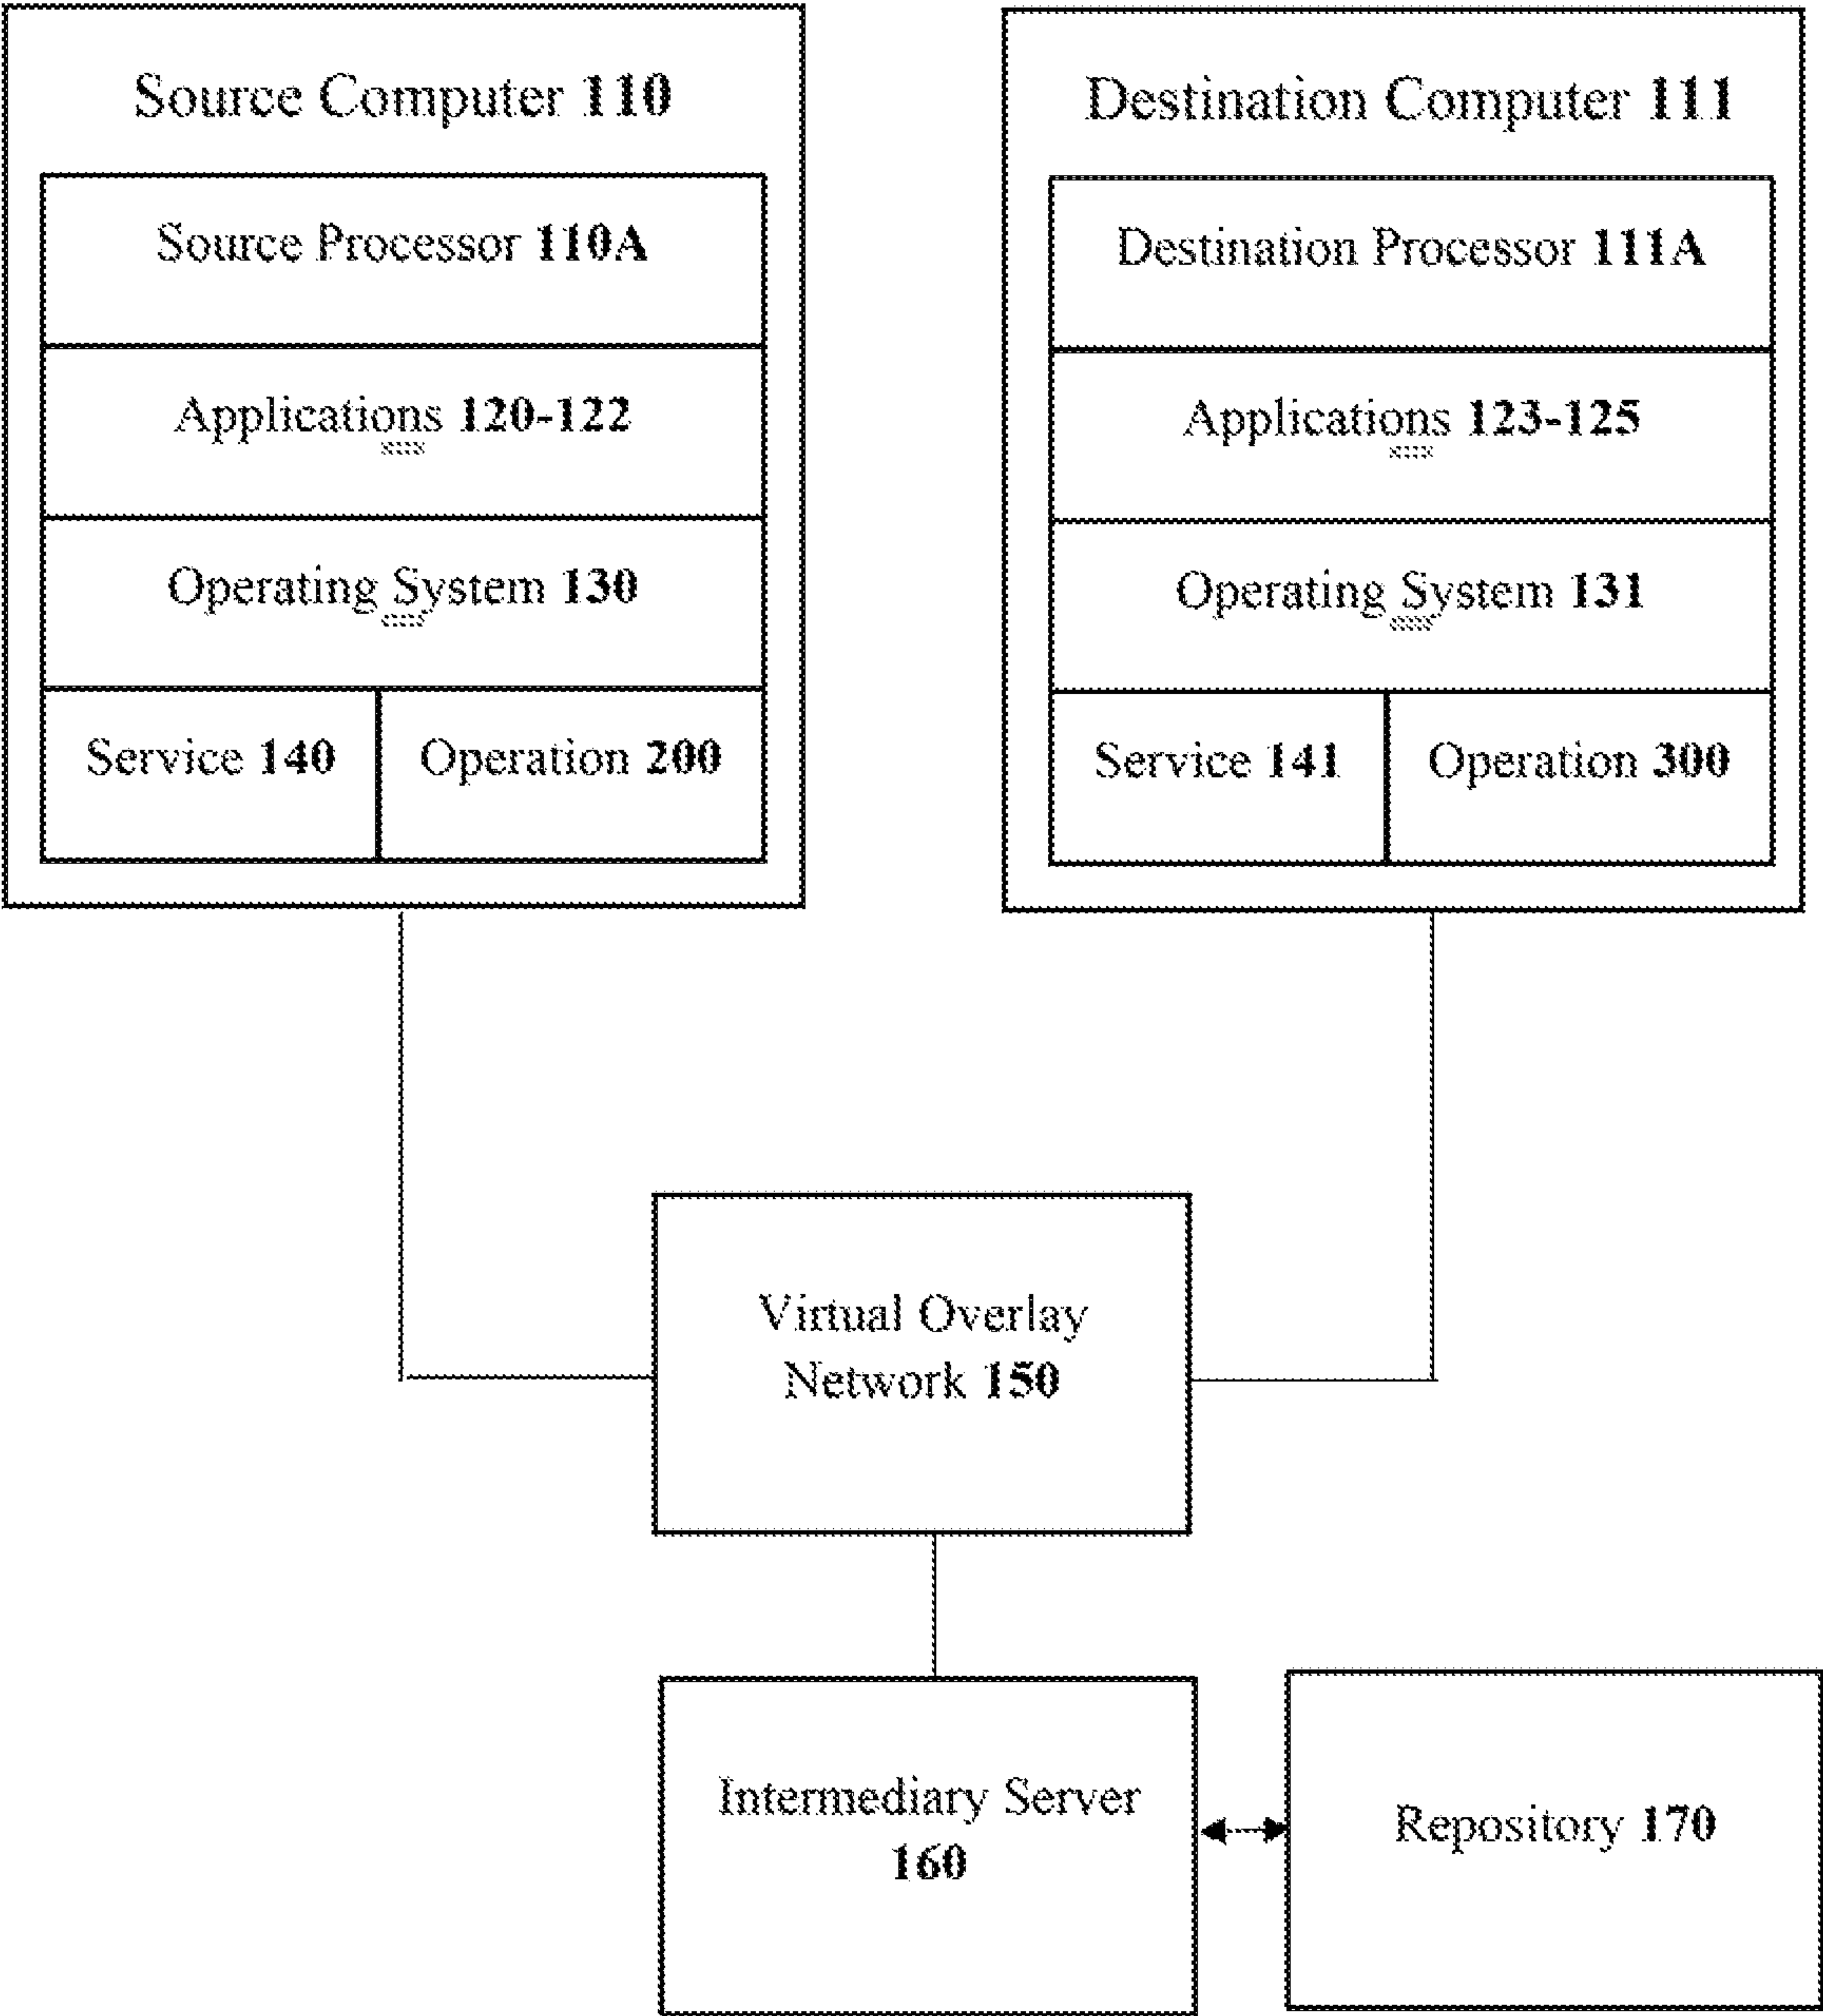 Source Computer 110
Source Processor 110A
Applications 120-122
Operating System 130
Service 140
Operation 200
Destination Computer 111
Destination Processor 111A
Applications 123-125
Operating System 131
Service 141
Operation 300
Virtual Overlay
Network 150
Intermediary Server
160
Repository 170